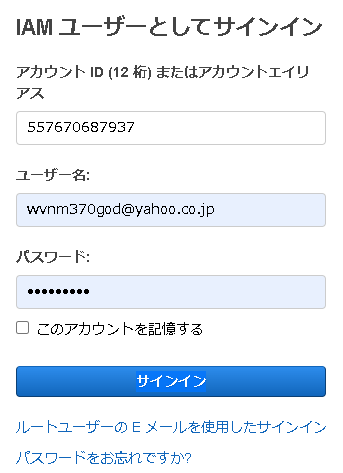 IAM ユーザーとしてサインイン
アカウント ID (12 桁) またはアカウントエイリ
アス
557670687937
ユーザー名:
wvnm370god@yahoo.co.jp
パスワード:
•••••••••
このアカウントを記憶する
サインイン
ルートユーザーの E メールを使用したサインイン
パスワードをお忘れですか?